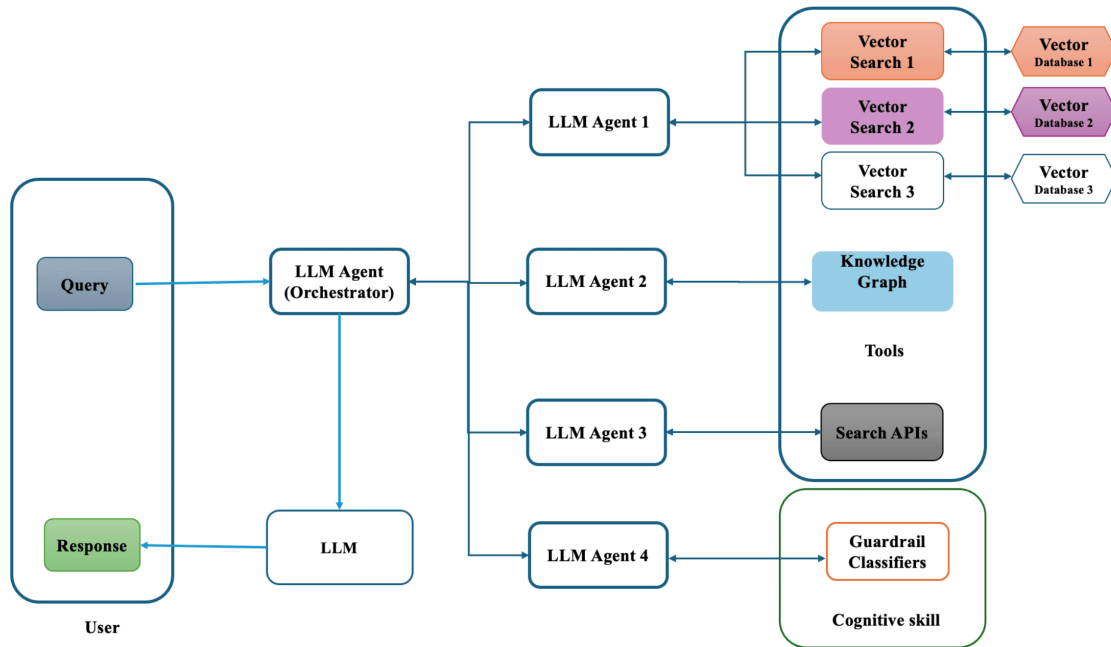 Vector
Search 1
Vector
Database 1
LLM Agent 1
Vector
Search 2
Vector
Database 2
Vector
Search 3
Vector
Database 3
Query
LLM Agent
(Orchestrator)
LLM Agent 2
Knowledge
Graph
Tools
LLM Agent 3
Search APIs
Response
LLM
LLM Agent 4
Guardrail
Classifiers
User
Cognitive skill